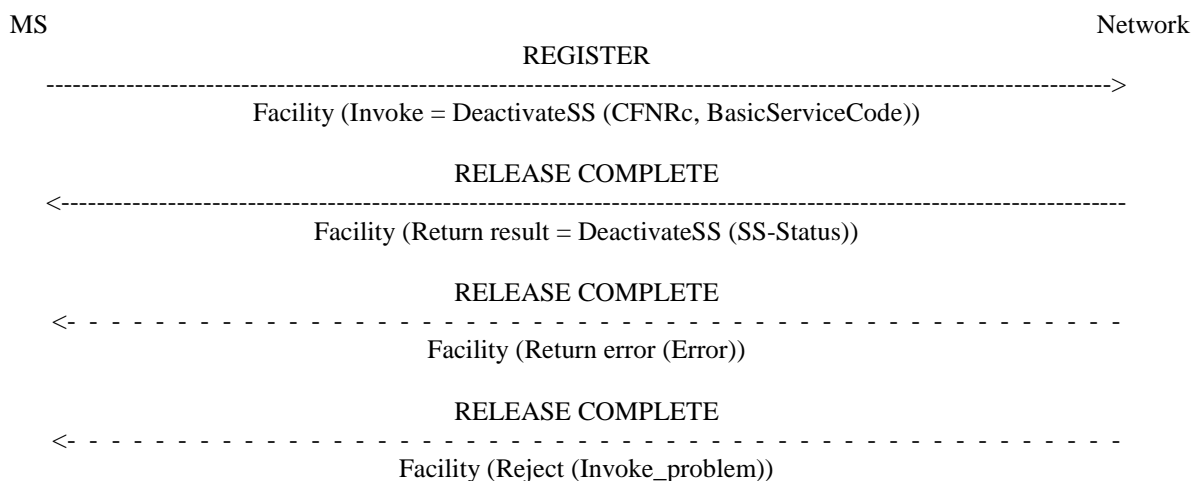 MS Network
REGISTER
Facility (Invoke = DeactivateSS (CFNRc, BasicServiceCode))
RELEASE COMPLETE
Facility (Return result = DeactivateSS (SS-Status))
RELEASE COMPLETE
Facility (Return error (Error))
RELEASE COMPLETE
Facility (Reject (Invoke_problem))